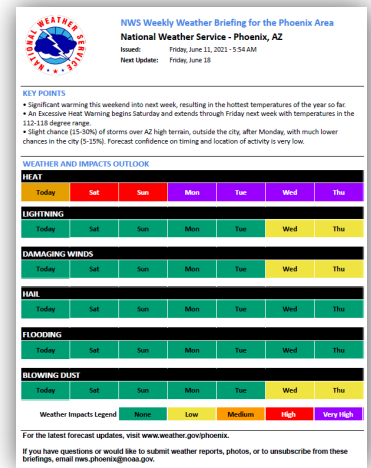 NATIONAL WEATHER SERVICE
NWS Weekly Weather Briefing for the Phoenix Area
National Weather Service - Phoenix, AZ
Issued: Friday, June 11, 2021 - 5:54 AM
Next Update: Friday, June 18
KEY POINTS
• Significant warming this weekend into next week, resulting in the hottest temperatures of the year so far.
• An Excessive Heat Warning begins Saturday and extends through Friday next week with temperatures in the
112-118 degree range.
• Slight chance (15-30%) of storms over AZ high terrain, outside the city, after Monday, with much lower
chances in the city (5-15%). Forecast confidence on timing and location of activity is very low.
WEATHER AND IMPACTS OUTLOOK
HEAT
Today Sat Sun Mon Tue Wed Thu
LIGHTNING
Today Sat Sun Mon Tue Wed Thu
DAMAGING WINDS
Today Sat Sun Mon Tue Wed Thu
HAIL
Today Sat Sun Mon Tue Wed Thu
FLOODING
Today Sat Sun Mon Tue Wed Thu
BLOWING DUST
Today Sat Sun Mon Tue Wed Thu
Weather Impacts Legend None Low Medium High Very High
For the latest forecast updates, visit www.weather.gov/phoenix.
If you have questions or would like to submit weather reports, photos, or to unsubscribe from these
briefings, email nws.phoenix@noaa.gov.